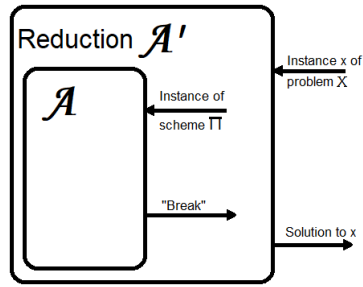 Reduction 𝒜'
Instance x of
problem X
𝒜
Instance of
scheme Π
"Break"
Solution to x